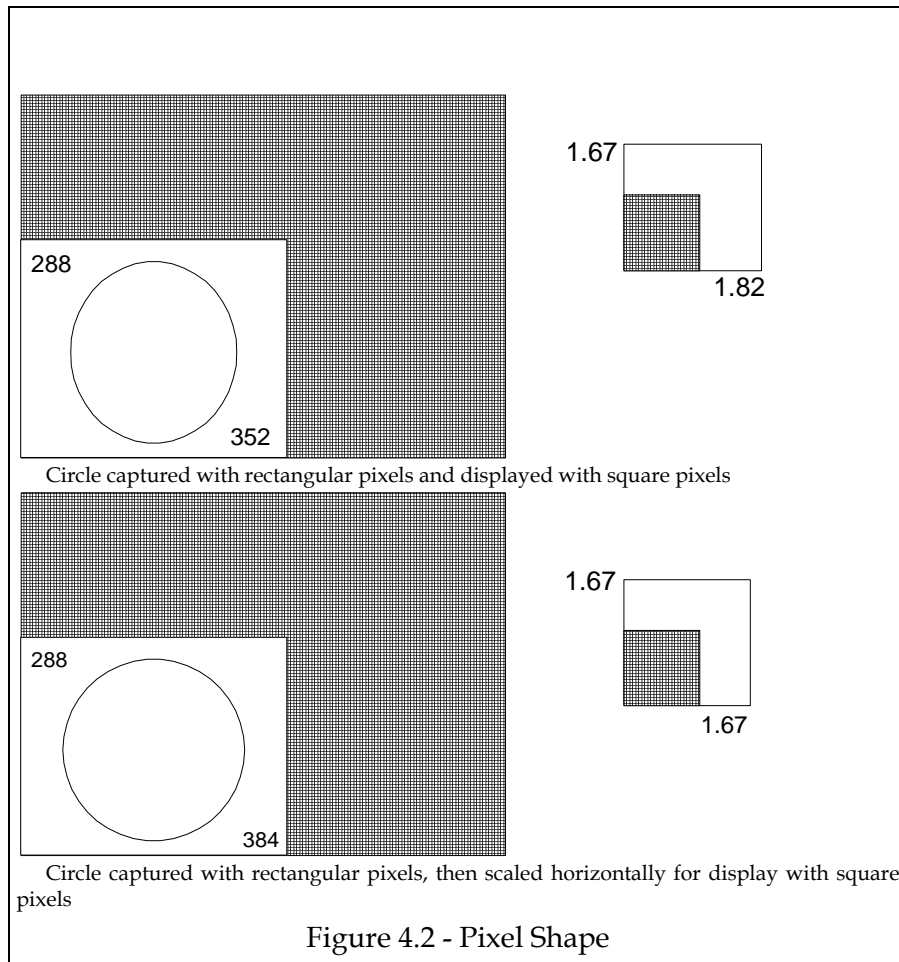 1.67
1.82
288
352
Circle captured with rectangular pixels and displayed with square pixels
1.67
1.67
288
384
Circle captured with rectangular pixels, then scaled horizontally for display with square
pixels
Figure 4.2 - Pixel Shape